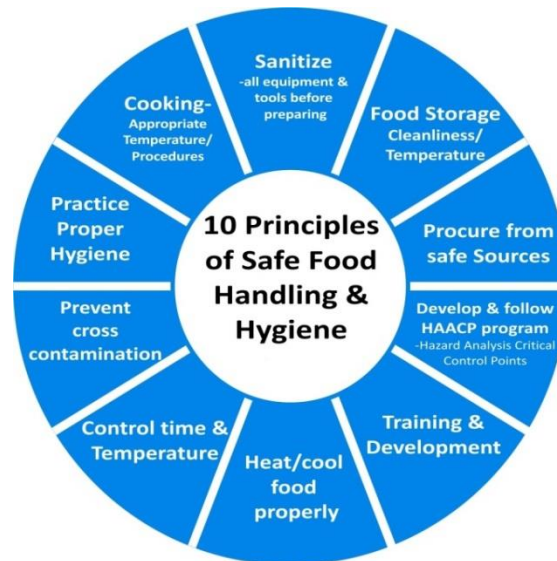 10 Principles
of Safe Food
Handling &
Hygiene
Sanitize
-all equipment &
tools before
preparing
Food Storage
Cleanliness/
Temperature
Procure from
safe Sources
Develop & follow
HAACP program
-Hazard Analysis Critical
Control Points
Training &
Development
Heat/cool
food
properly
Control time &
Temperature
Prevent
cross
contamination
Practice
Proper
Hygiene
Cooking-
Appropriate
Temperature/
Procedures